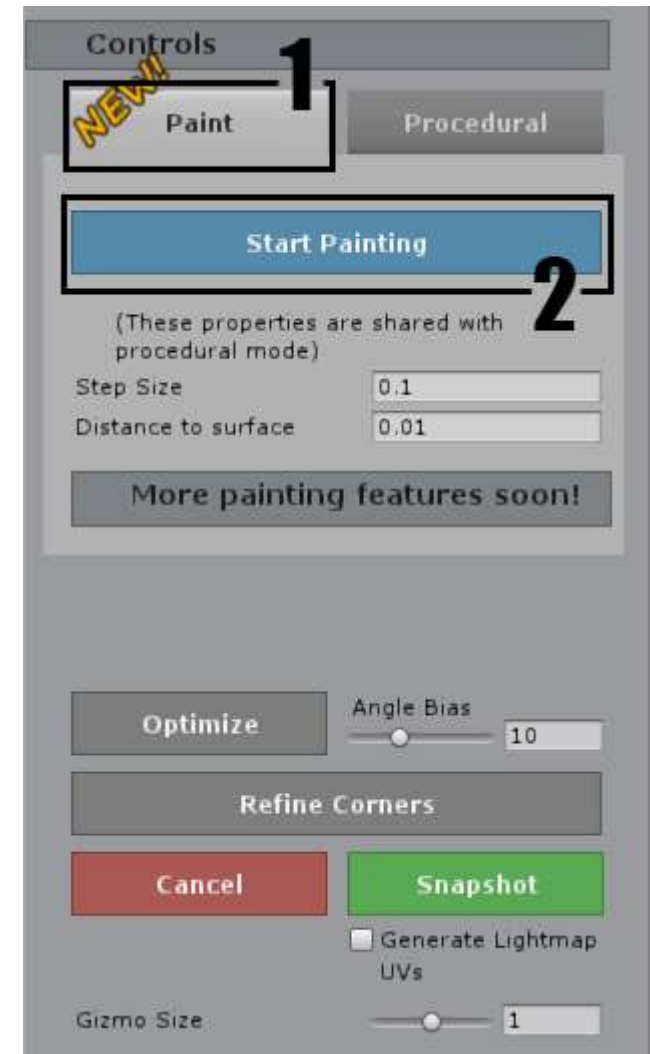 Controls
1
NEW!!
Paint
Procedural
Start Painting
2
(These properties are shared with
procedural mode)
Step Size 0.1
Distance to surface 0.01
More painting features soon!
Optimize
Angle Bias
10
Refine Corners
Cancel
Snapshot
Generate Lightmap
UVs
Gizmo Size 1